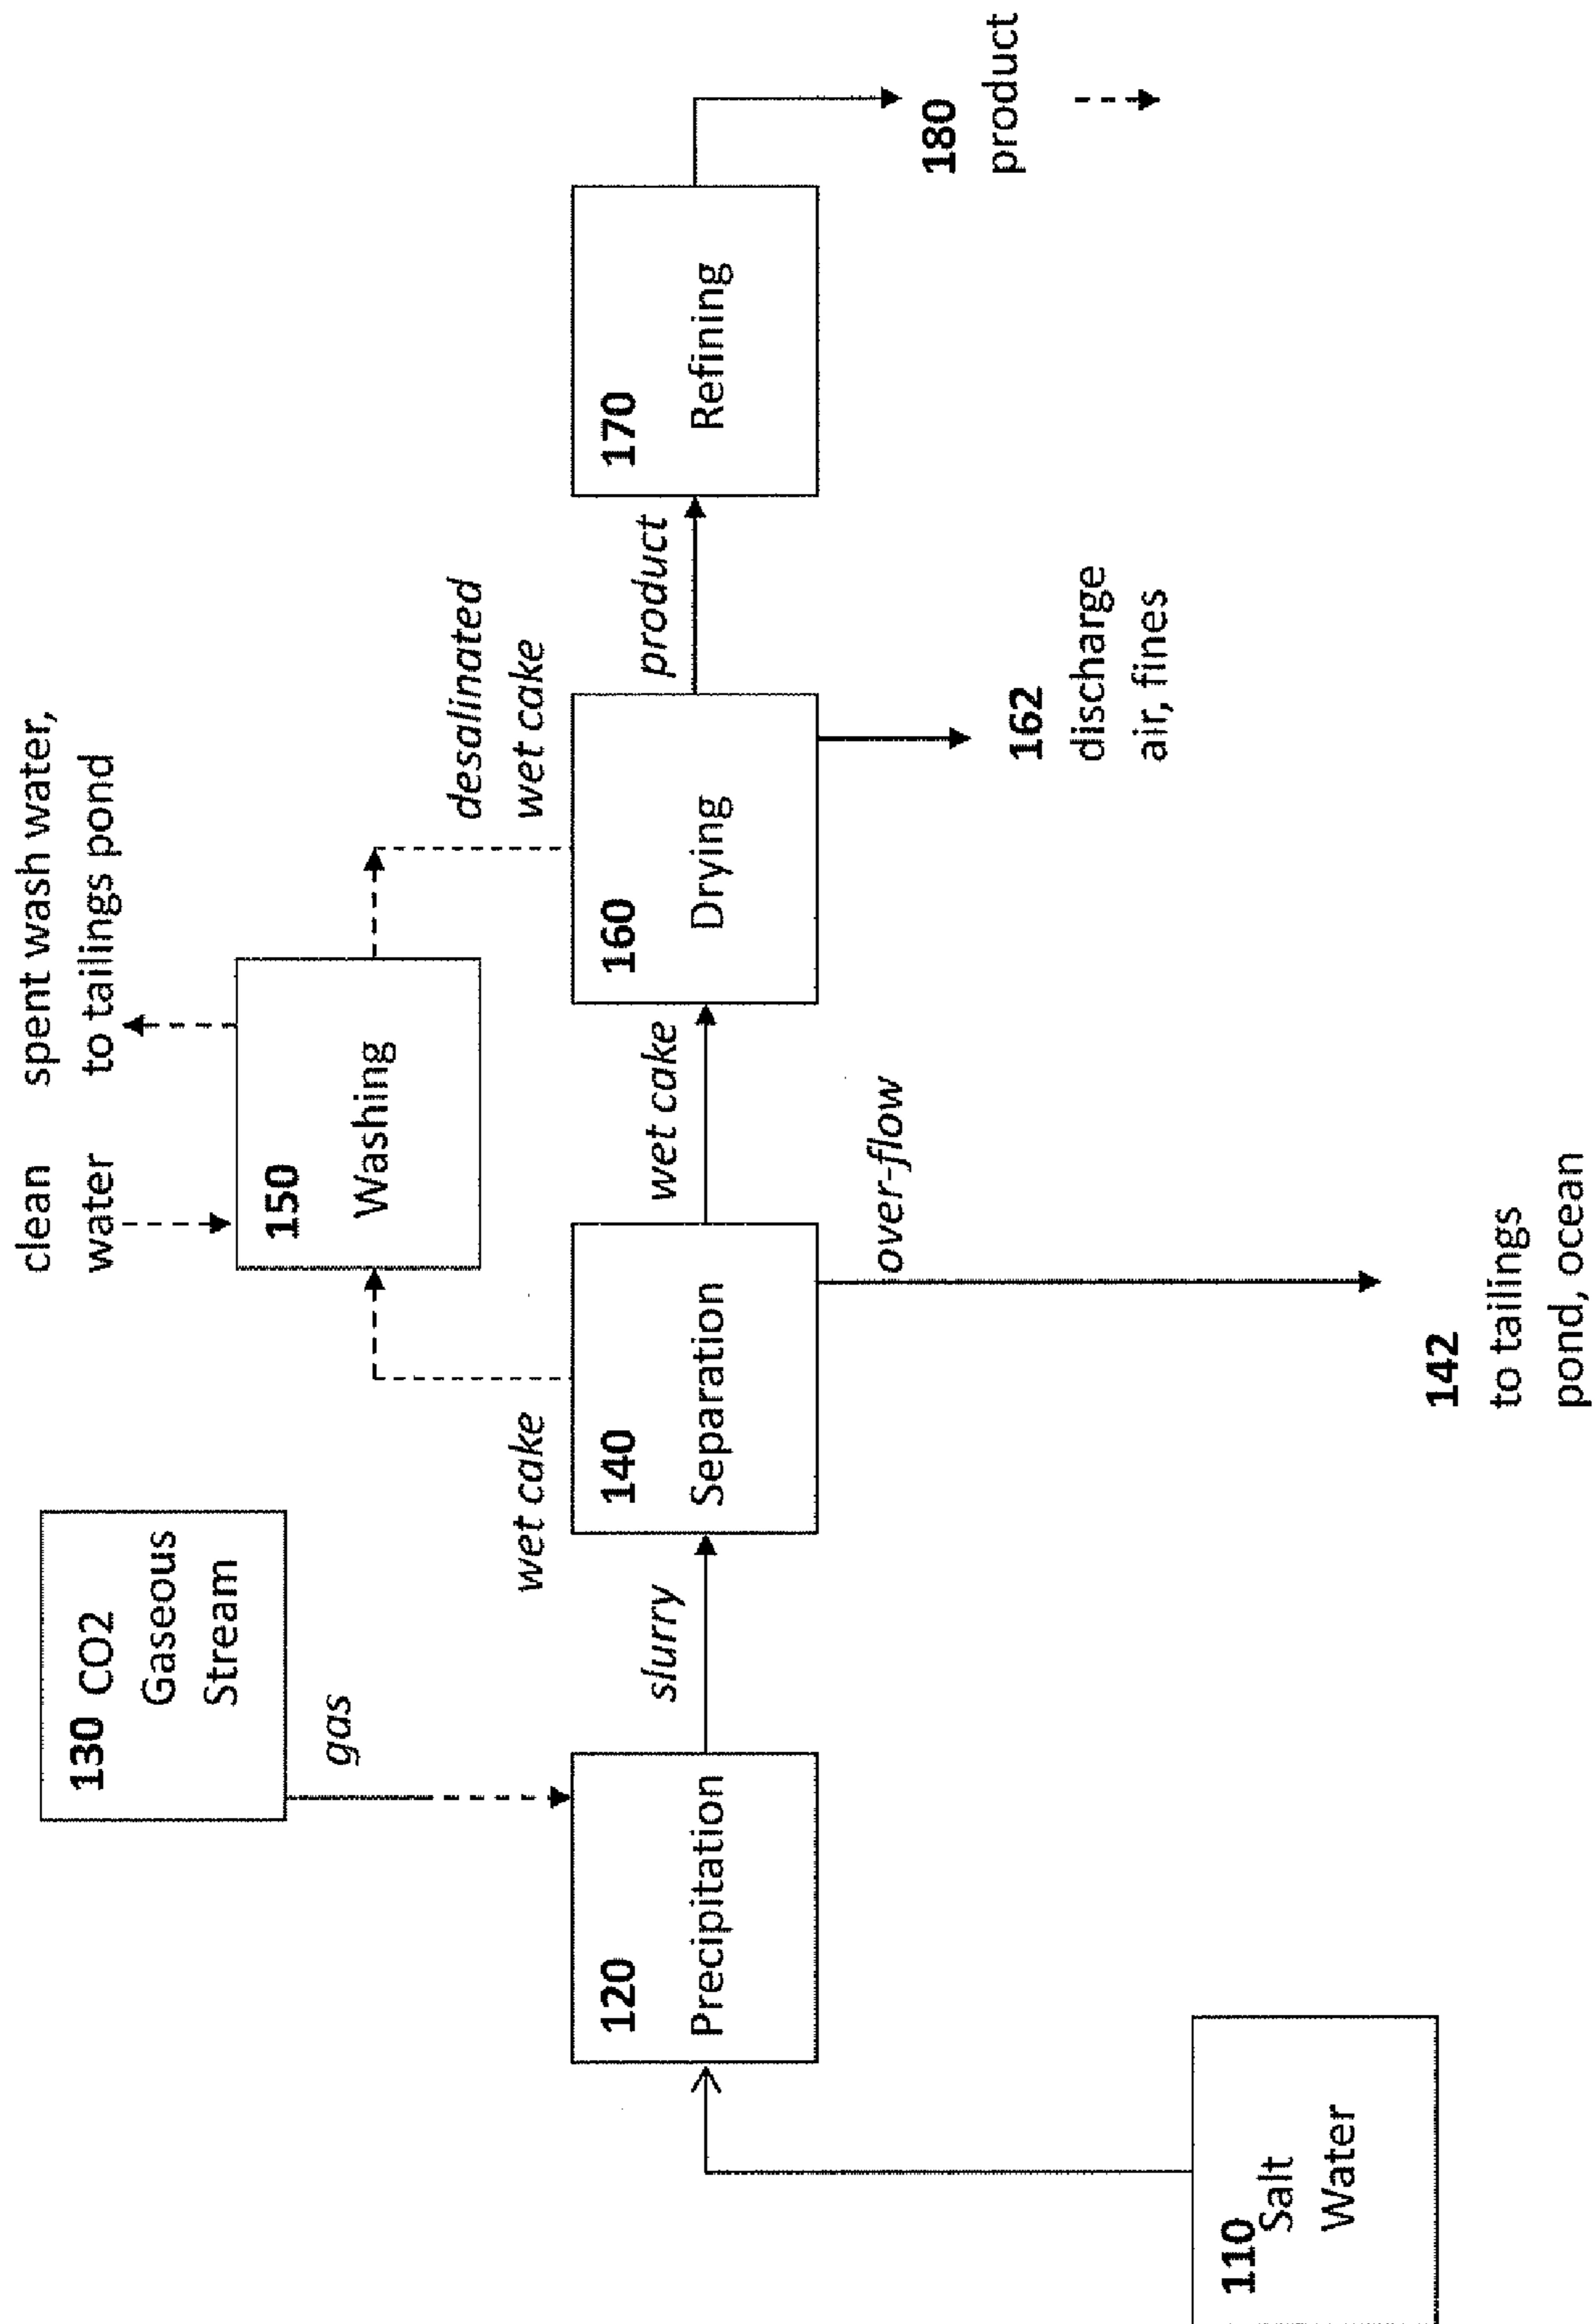 clean
water
spent wash water,
to tailings pond
130 CO2
Gaseous
Stream
gas
150
Washing
wet cake
desalinated
wet cake
120
Precipitation
slurry
140
Separation
wet cake
160
Drying
product
170
Refining
over-flow
162
discharge
air, fines
180
product
110
Salt
Water
142
to tailings
pond, ocean